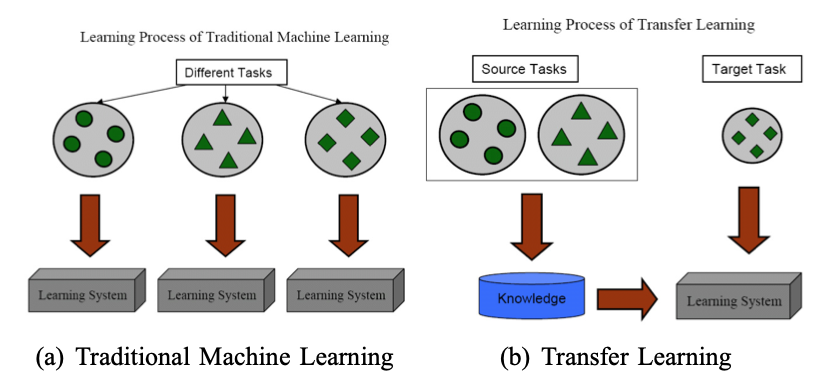 Learning Process of Traditional Machine Learning
Different Tasks
Learning System
Learning System
Learning System
(a) Traditional Machine Learning
Learning Process of Transfer Learning
Source Tasks
Target Task
Knowledge
Learning System
(b) Transfer Learning